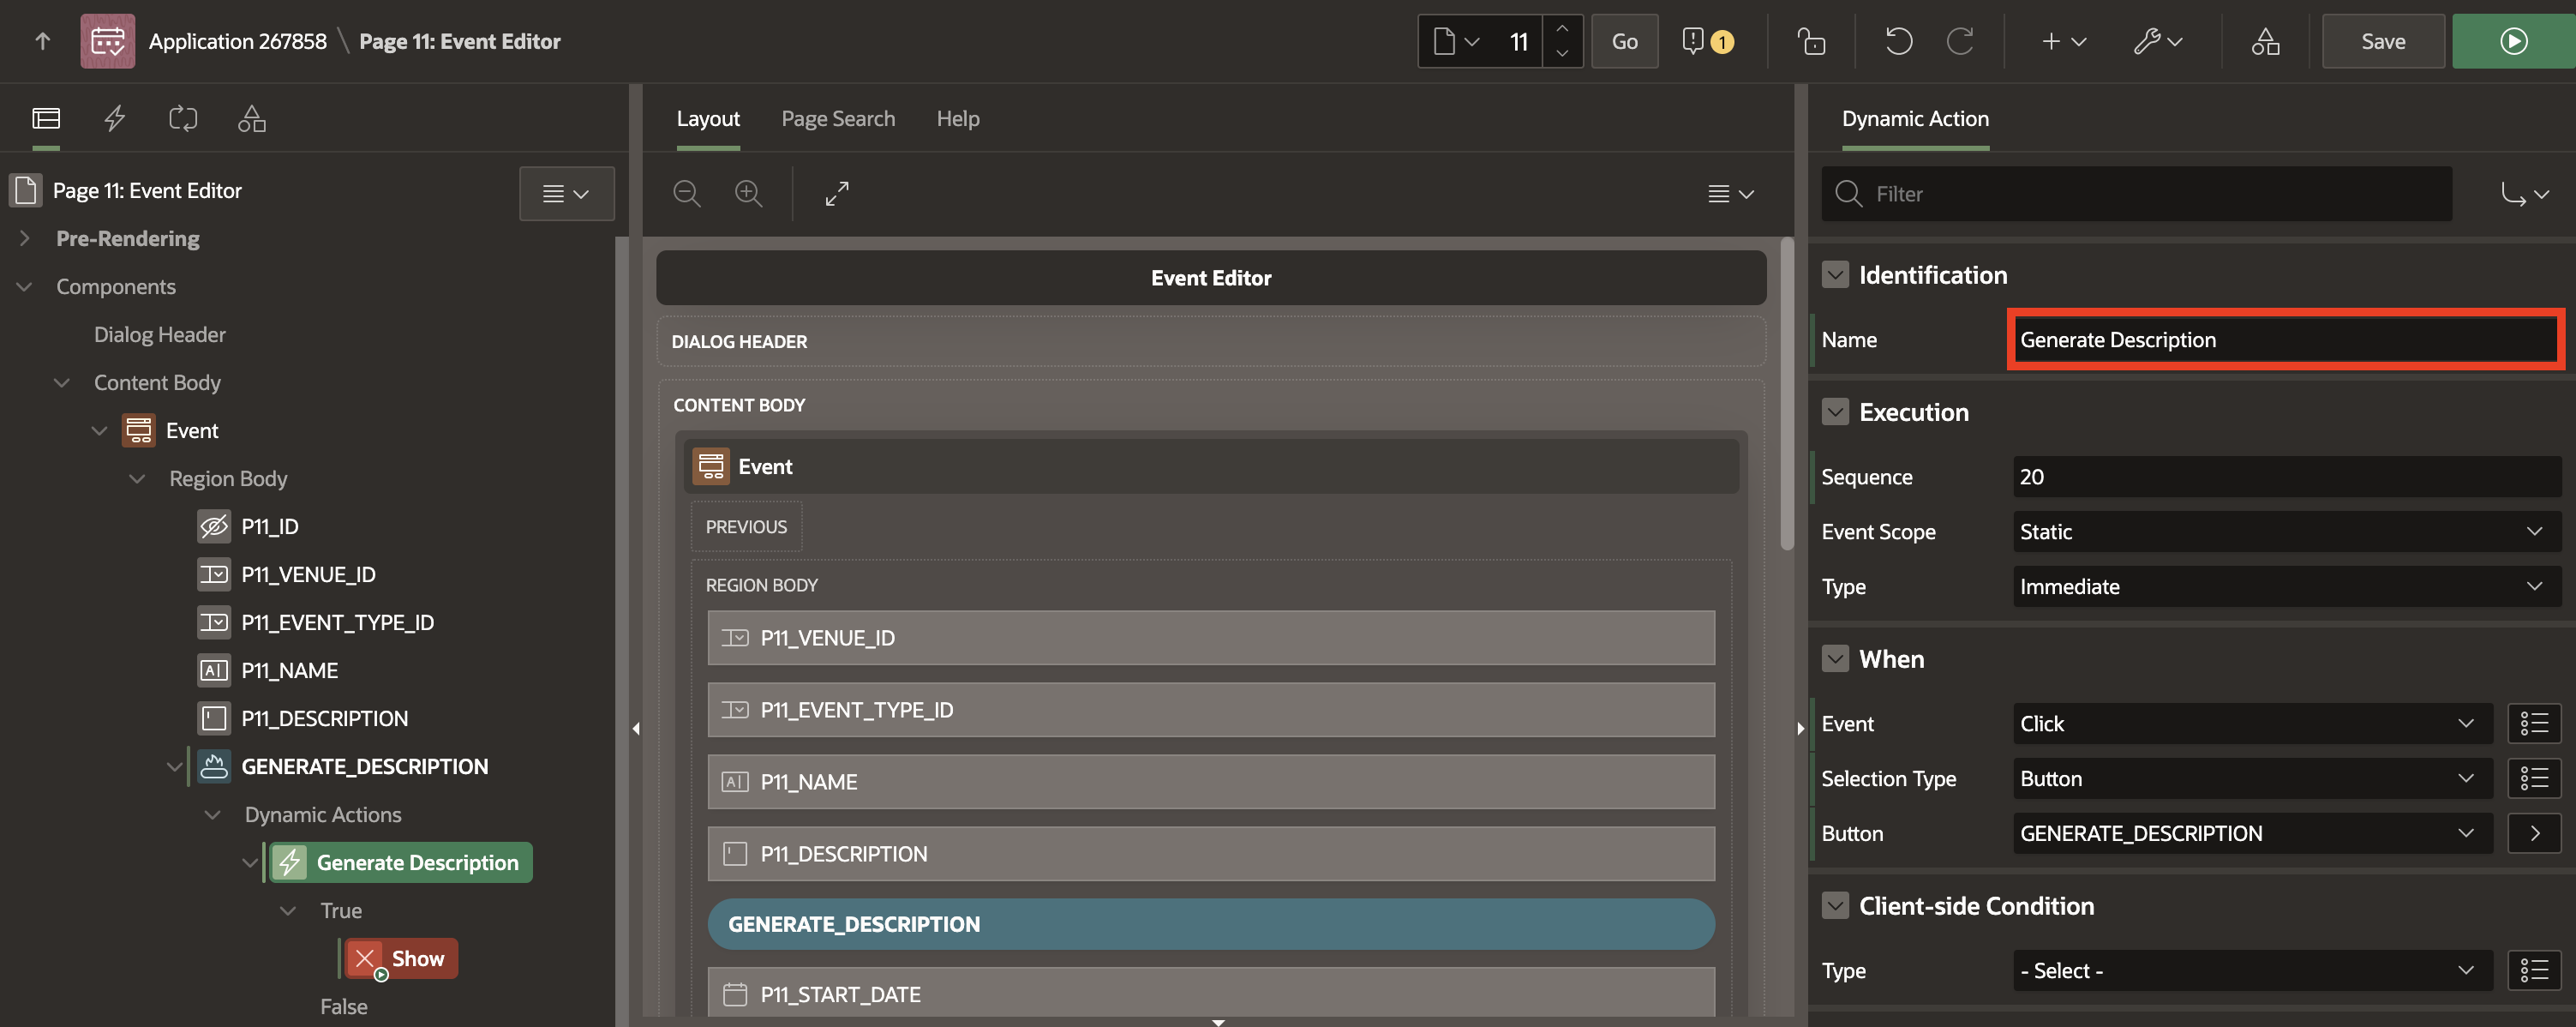 Application 267858 \ Page 11: Event Editor
11
Go
1
Save
Page 11: Event Editor
Pre-Rendering
Components
Dialog Header
Content Body
Event
Region Body
P11_ID
P11_VENUE_ID
P11_EVENT_TYPE_ID
P11_NAME
P11_DESCRIPTION
GENERATE_DESCRIPTION
Dynamic Actions
Generate Description
True
Show
False
Layout
Page Search
Help
Event Editor
DIALOG HEADER
CONTENT BODY
Event
PREVIOUS
REGION BODY
P11_VENUE_ID
P11_EVENT_TYPE_ID
P11_NAME
P11_DESCRIPTION
GENERATE_DESCRIPTION
P11_START_DATE
Dynamic Action
Filter
Identification
Name Generate Description
Execution
Sequence 20
Event Scope Static
Type Immediate
When
Event Click
Selection Type Button
Button GENERATE_DESCRIPTION
Client-side Condition
Type - Select -